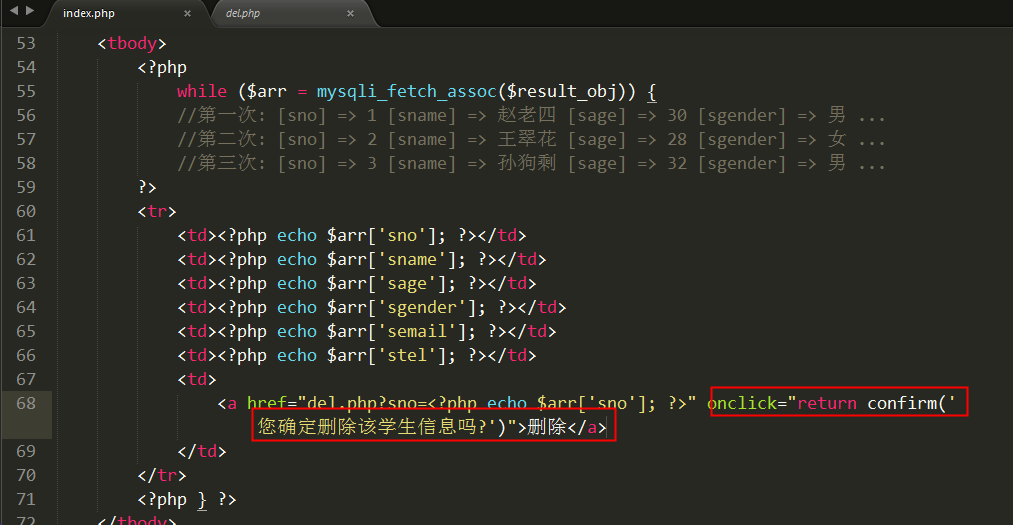 index.php × del.php ×
53 <tbody>
54 <?php
55 while ($arr = mysqli_fetch_assoc($result_obj)) {
56 //第一次: [sno] => 1 [sname] => 赵老四 [sage] => 30 [sgender] => 男 ...
57 //第二次: [sno] => 2 [sname] => 王翠花 [sage] => 28 [sgender] => 女 ...
58 //第三次: [sno] => 3 [sname] => 孙狗剩 [sage] => 32 [sgender] => 男 ...
59 ?>
60 <tr>
61 <td><?php echo $arr['sno']; ?></td>
62 <td><?php echo $arr['sname']; ?></td>
63 <td><?php echo $arr['sage']; ?></td>
64 <td><?php echo $arr['sgender']; ?></td>
65 <td><?php echo $arr['semail']; ?></td>
66 <td><?php echo $arr['stel']; ?></td>
67 <td>
68 <a href="del.php?sno=<?php echo $arr['sno']; ?>" onclick="return confirm('
您确定删除该学生信息吗?')">删除</a>
69 </td>
70 </tr>
71 <?php } ?>
72 </tbody>